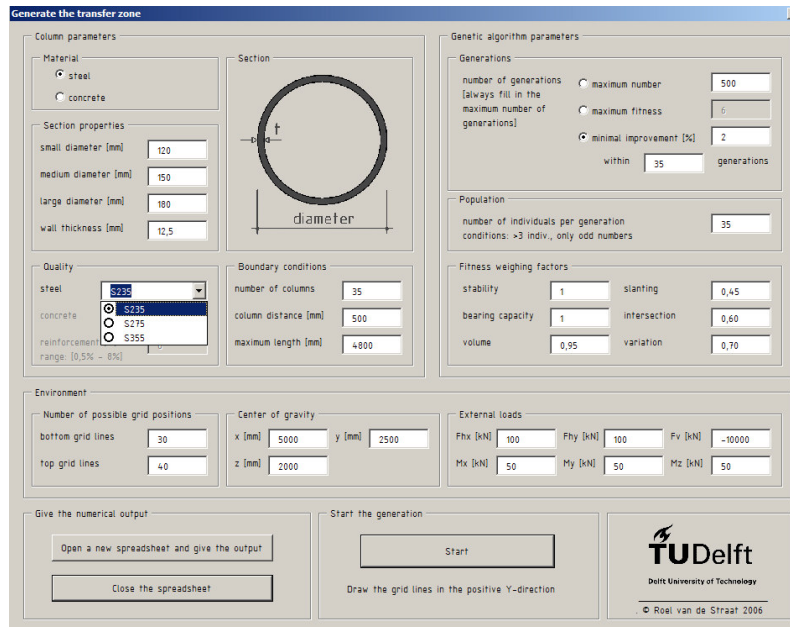 Generate the transfer zone
Column parameters
Material
steel
concrete
Section
t
diameter
Section properties
small diameter [mm] 120
medium diameter [mm] 150
large diameter [mm] 180
wall thickness [mm] 12,5
Quality
steel S235
S235
S275
S355
concrete
reinforcement
range: [0,5% - 8%]
Boundary conditions
number of columns 35
column distance [mm] 500
maximum length [mm] 4800
Genetic algorithm parameters
Generations
number of generations
[always fill in the
maximum number of
generations]
maximum number 500
maximum fitness 6
minimal improvement [%] 2
within 35 generations
Population
number of individuals per generation
conditions: >3 indiv., only odd numbers
35
Fitness weighing factors
stability 1 slanting 0,45
bearing capacity 1 intersection 0,60
volume 0,95 variation 0,70
Environment
Number of possible grid positions
bottom grid lines 30
top grid lines 40
Center of gravity
x [mm] 5000 y [mm] 2500
z [mm] 2000
External loads
Fhx [kN] 100 Fhy [kN] 100 Fv [kN] -10000
Mx [kN] 50 My [kN] 50 Mz [kN] 50
Give the numerical output
Open a new spreadsheet and give the output
Close the spreadsheet
Start the generation
Start
Draw the grid lines in the positive Y-direction
TUDelft
Delft University of Technology
. © Roel van de Straat 2006